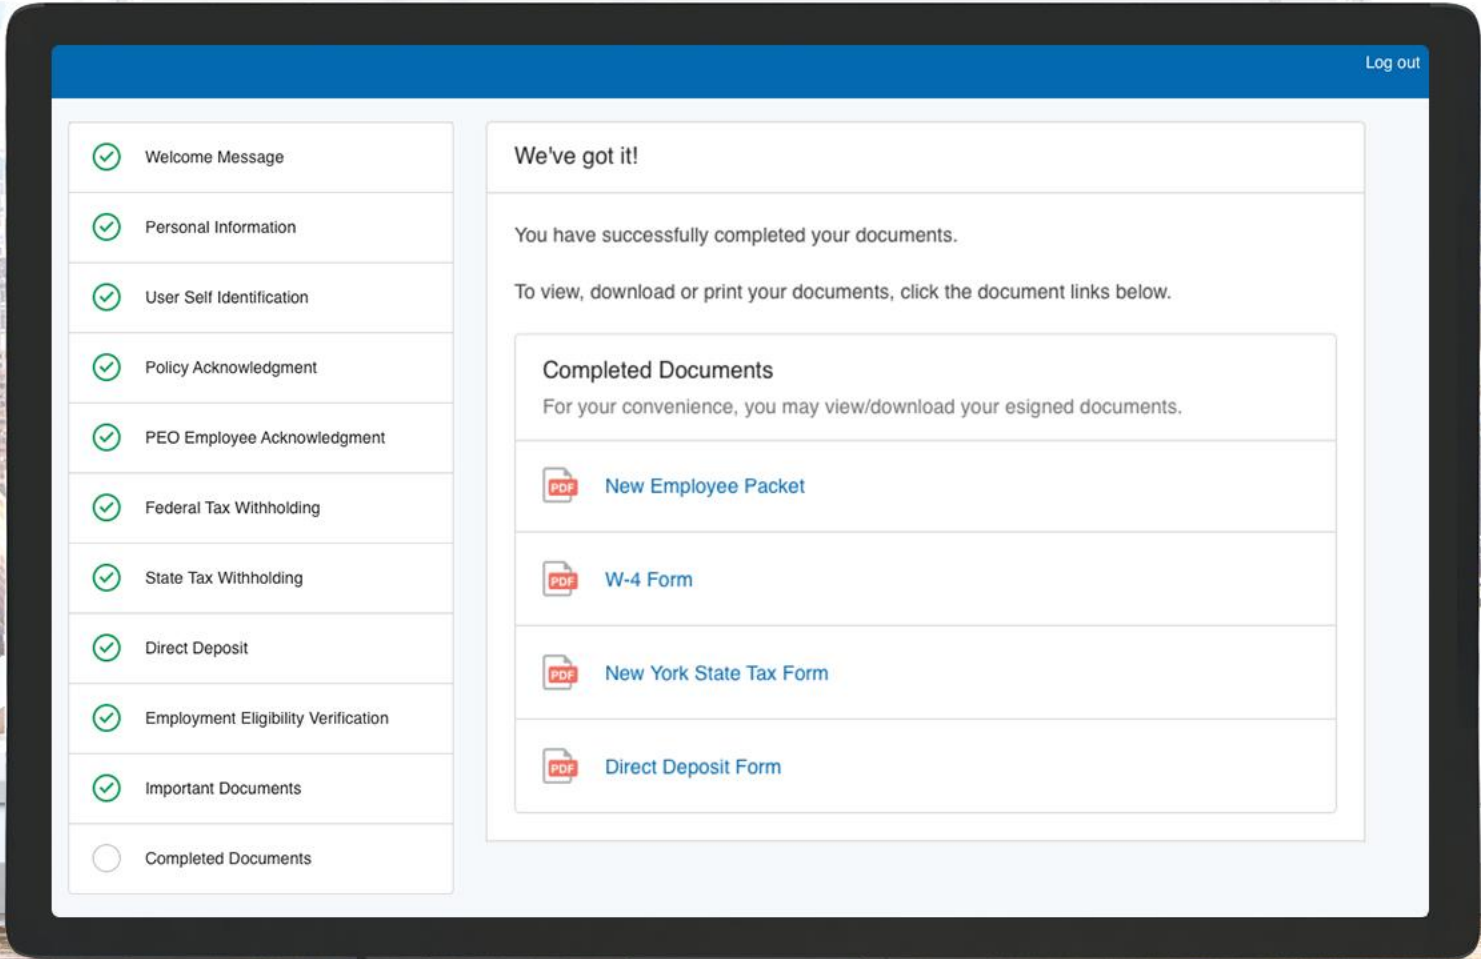 Log out
Welcome Message
Personal Information
User Self Identification
Policy Acknowledgment
PEO Employee Acknowledgment
Federal Tax Withholding
State Tax Withholding
Direct Deposit
Employment Eligibility Verification
Important Documents
Completed Documents
We've got it!
You have successfully completed your documents.
To view, download or print your documents, click the document links below.
Completed Documents
For your convenience, you may view/download your esigned documents.
PDF New Employee Packet
PDF W-4 Form
PDF New York State Tax Form
PDF Direct Deposit Form